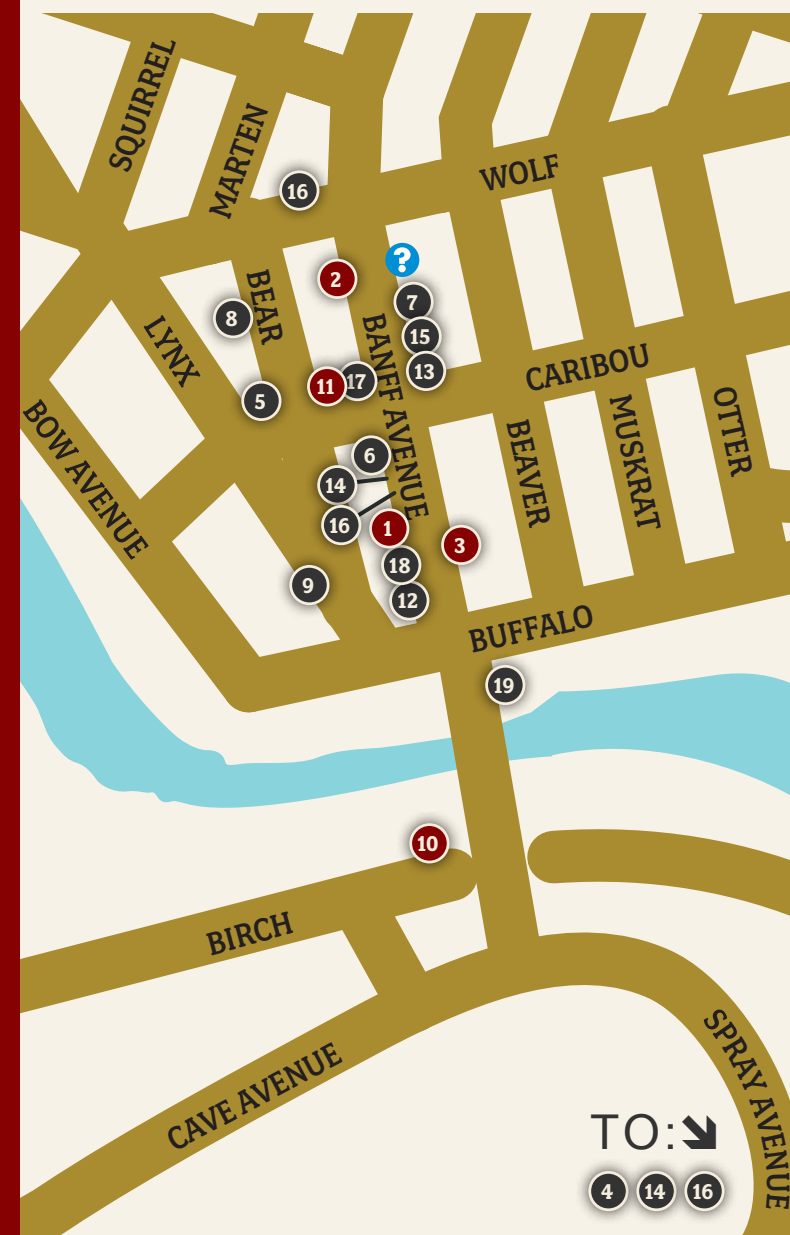 SQUIRREL
MARTEN
WOLF
16
?
2
BEAR
7
8
LYNX
BANFF AVENUE
15
CARIBOU
13
11
17
5
OTTER
MUSKRAT
BOW AVENUE
BEAVER
6
14
16
1
3
18
9
12
BUFFALO
19
10
BIRCH
SPRAY AVENUE
CAVE AVENUE
TO:
4 14 16